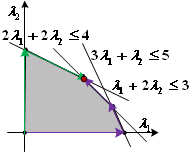 λ₂
2λ₁ + 2λ₂ ≤ 4
3λ₁ + λ₂ ≤ 5
λ₁ + 2λ₂ ≤ 3
λ₁